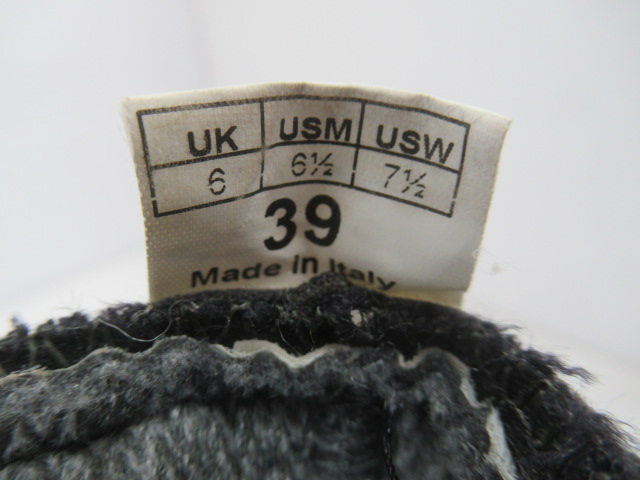 UK USM USW
6 6½ 7½
39
Made in Italy